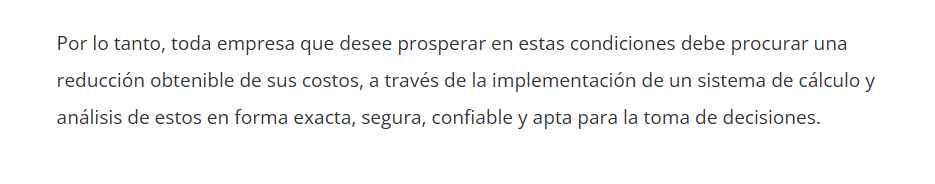 Por lo tanto, toda empresa que desee prosperar en estas condiciones debe procurar una
reducción obtenible de sus costos, a través de la implementación de un sistema de cálculo y
análisis de estos en forma exacta, segura, confiable y apta para la toma de decisiones.